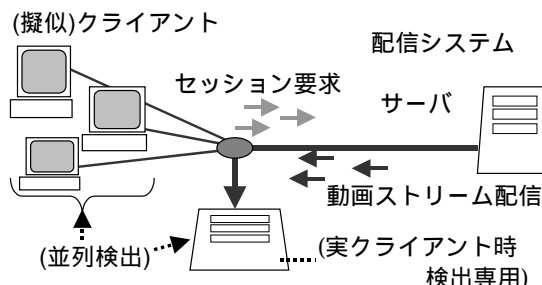 (擬似)クライアント
配信システム
セッション要求
サーバ
動画ストリーム配信
(並列検出)
(実クライアント時
検出専用)